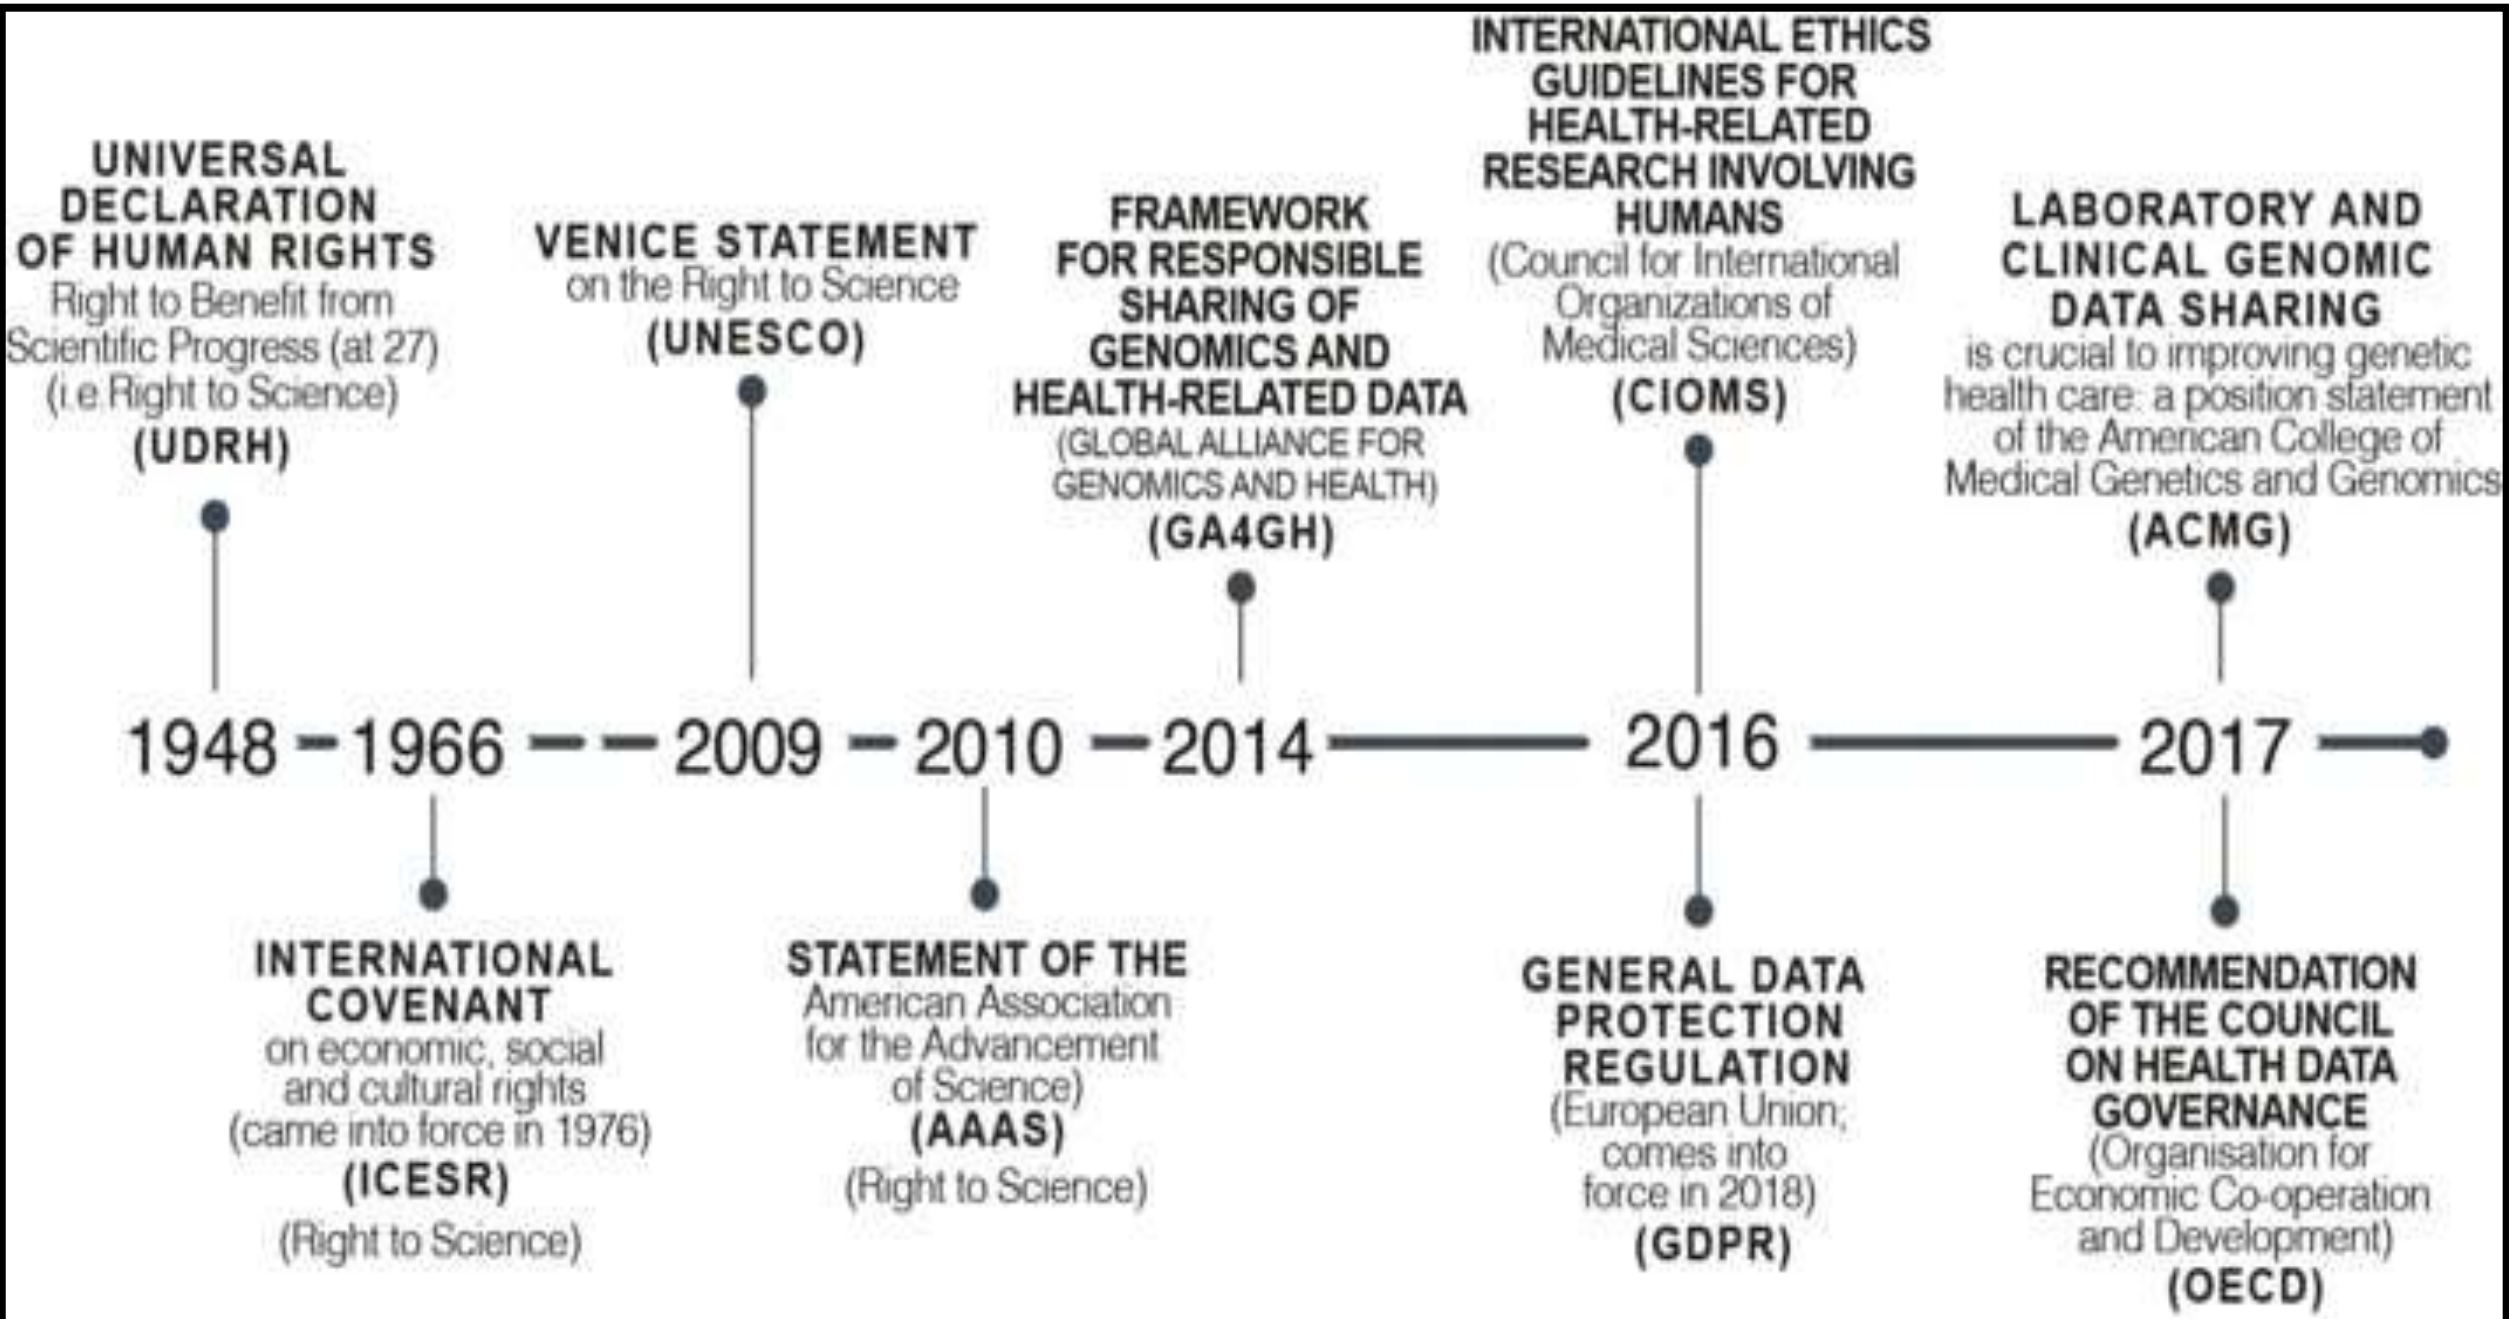 UNIVERSAL
DECLARATION
OF HUMAN RIGHTS
Right to Benefit from
Scientific Progress (at 27)
(i.e.Right to Science)
(UDRH)
VENICE STATEMENT
on the Right to Science
(UNESCO)
FRAMEWORK
FOR RESPONSIBLE
SHARING OF
GENOMICS AND
HEALTH-RELATED DATA
(GLOBAL ALLIANCE FOR
GENOMICS AND HEALTH)
(GA4GH)
INTERNATIONAL ETHICS
GUIDELINES FOR
HEALTH-RELATED
RESEARCH INVOLVING
HUMANS
(Council for International
Organizations of
Medical Sciences)
(CIOMS)
LABORATORY AND
CLINICAL GENOMIC
DATA SHARING
is crucial to improving genetic
health care: a position statement
of the American College of
Medical Genetics and Genomics
(ACMG)
1948 1966 2009 2010 2014 2016 2017
INTERNATIONAL
COVENANT
on economic, social
and cultural rights
(came into force in 1976)
(ICESR)
(Right to Science)
STATEMENT OF THE
American Association
for the Advancement
of Science)
(AAAS)
(Right to Science)
GENERAL DATA
PROTECTION
REGULATION
(European Union;
comes into
force in 2018)
(GDPR)
RECOMMENDATION
OF THE COUNCIL
ON HEALTH DATA
GOVERNANCE
(Organisation for
Economic Co-operation
and Development)
(OECD)